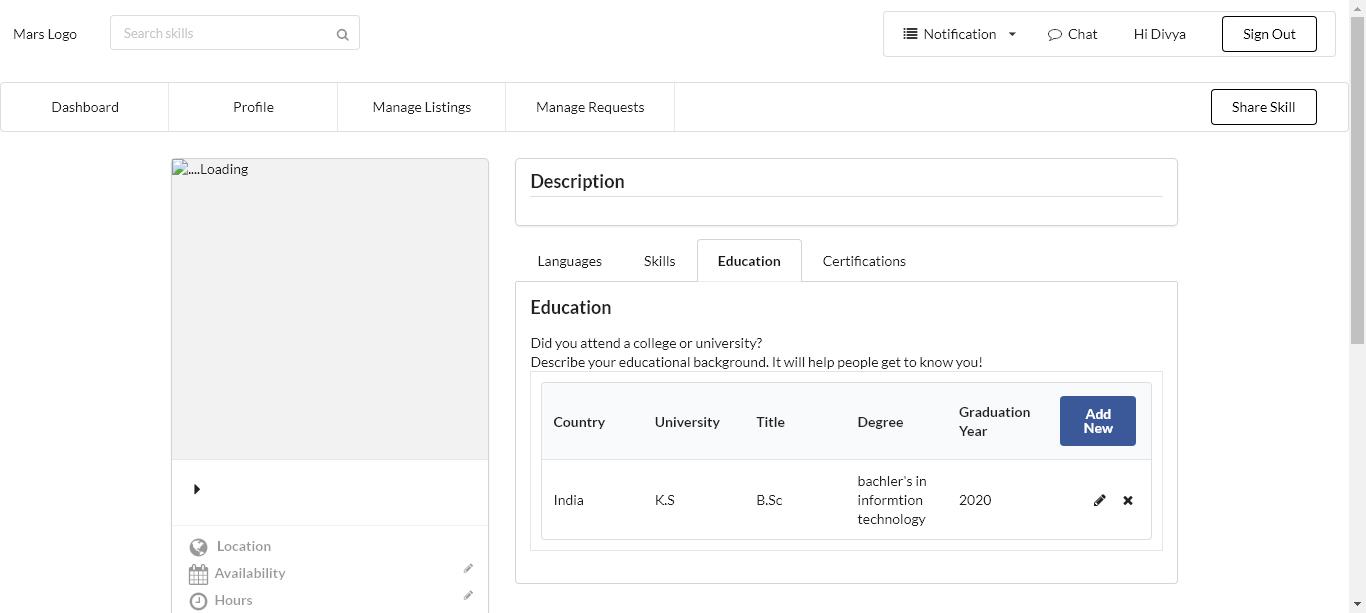 Mars Logo
Search skills
Notification
Chat
Hi Divya
Sign Out
Dashboard
Profile
Manage Listings
Manage Requests
Share Skill
....Loading
Description
Languages
Skills
Education
Certifications
Education
Did you attend a college or university?
Describe your educational background. It will help people get to know you!
Country
University
Title
Degree
Graduation
Year
Add
New
India
K.S
B.Sc
bachler's in
informtion
technology
2020
Location
Availability
Hours